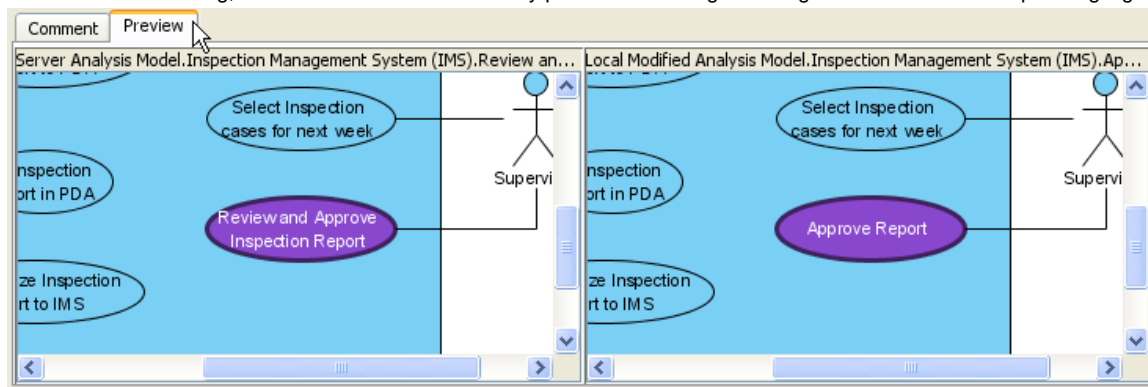 Comment Preview
Server Analysis Model.Inspection Management System (IMS).Review an...
Local Modified Analysis Model.Inspection Management System (IMS).Ap...
Select Inspection
cases for next week
nspection
ort in PDA
Supervi
Review and Approve
Inspection Report
ze Inspection
rt to IMS
Select Inspection
cases for next week
nspection
ort in PDA
Supervi
Approve Report
ze Inspection
rt to IMS